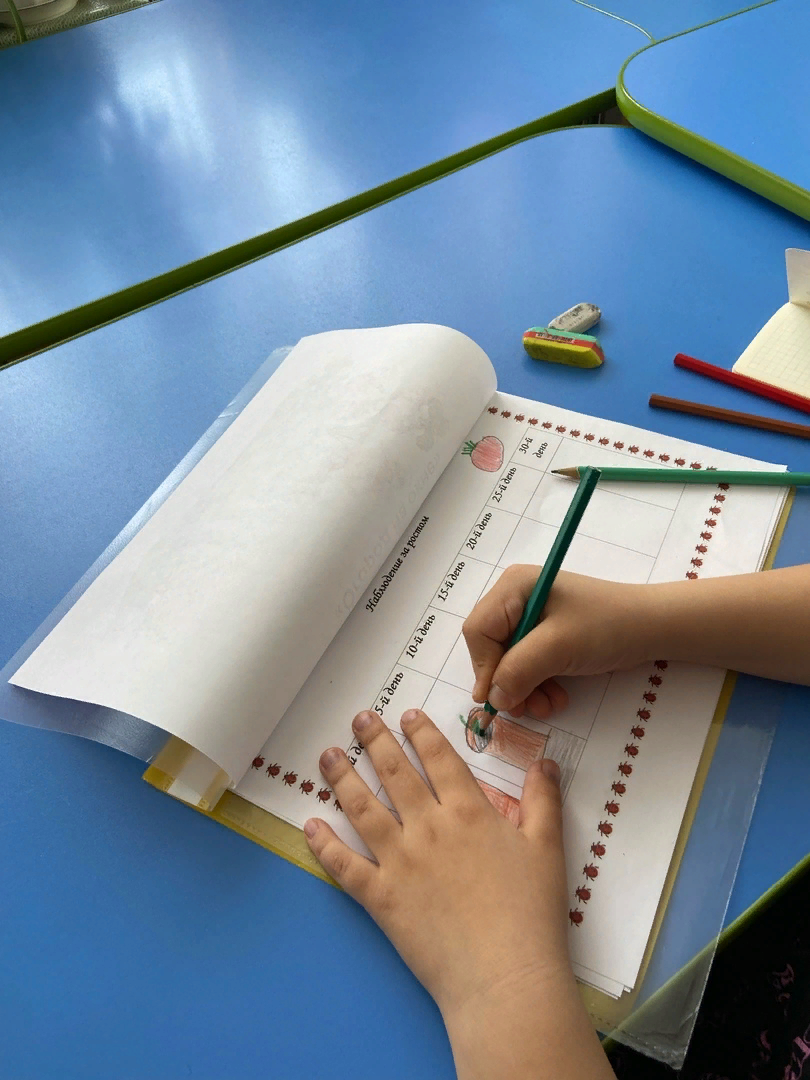 Наблюдение за ростом
5-й день
10-й день
15-й день
20-й день
25-й день
30-й
день